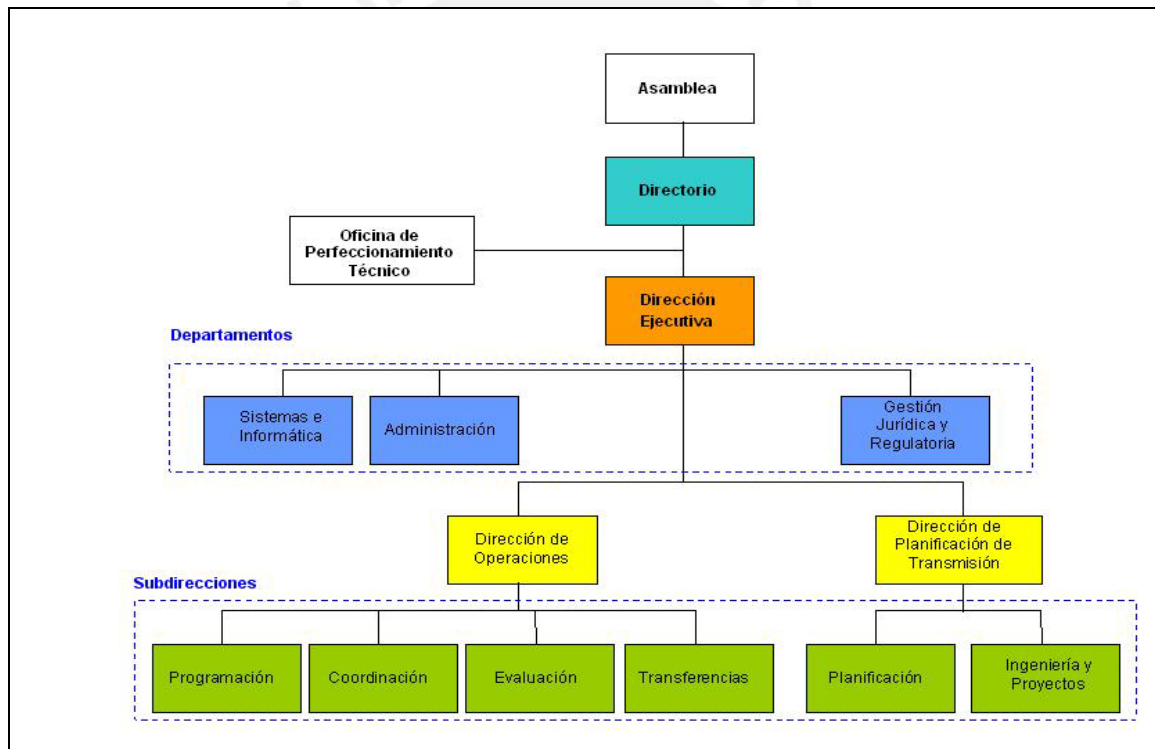 Asamblea
Directorio
Oficina de
Perfeccionamiento
Técnico
Dirección
Ejecutiva
Departamentos
Sistemas e
Informática
Administración
Gestión
Jurídica y
Regulatoria
Dirección de
Operaciones
Dirección de
Planificación de
Transmisión
Subdirecciones
Programación
Coordinación
Evaluación
Transferencias
Planificación
Ingeniería y
Proyectos